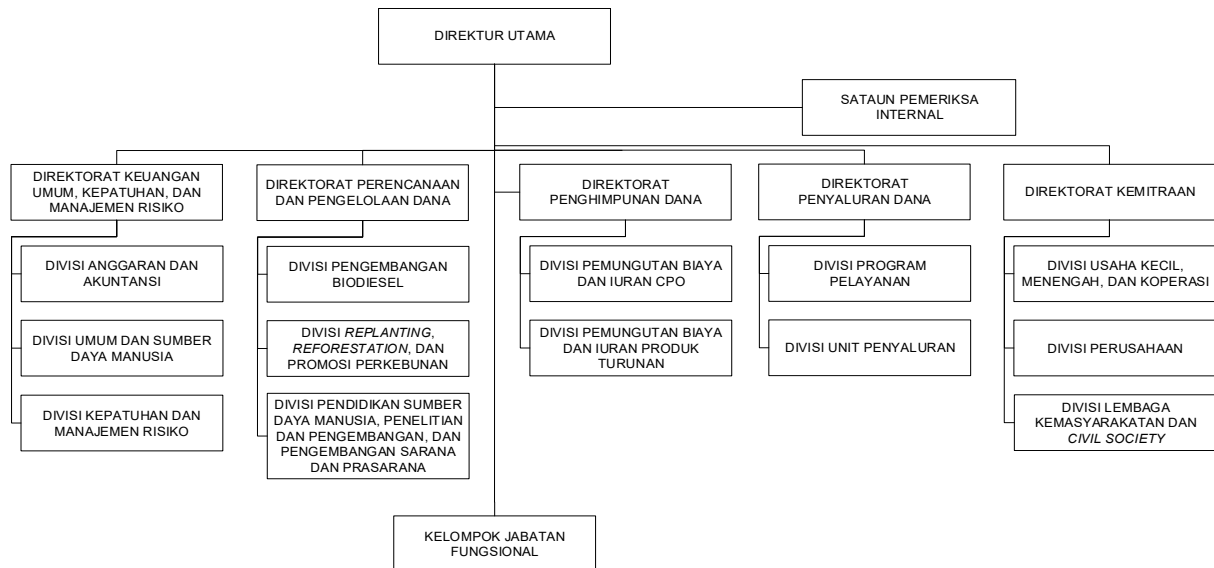 DIREKTUR UTAMA
SATAUN PEMERIKSA
INTERNAL
DIREKTORAT KEUANGAN
UMUM, KEPATUHAN, DAN
MANAJEMEN RISIKO
DIREKTORAT PERENCANAAN
DAN PENGELOLAAN DANA
DIREKTORAT
PENGHIMPUNAN DANA
DIREKTORAT
PENYALURAN DANA
DIREKTORAT KEMITRAAN
DIVISI ANGGARAN DAN
AKUNTANSI
DIVISI UMUM DAN SUMBER
DAYA MANUSIA
DIVISI KEPATUHAN DAN
MANAJEMEN RISIKO
DIVISI PENGEMBANGAN
BIODIESEL
DIVISI REPLANTING,
REFORESTATION, DAN
PROMOSI PERKEBUNAN
DIVISI PENDIDIKAN SUMBER
DAYA MANUSIA, PENELITIAN
DAN PENGEMBANGAN, DAN
PENGEMBANGAN SARANA
DAN PRASARANA
DIVISI PEMUNGUTAN BIAYA
DAN IURAN CPO
DIVISI PEMUNGUTAN BIAYA
DAN IURAN PRODUK
TURUNAN
DIVISI PROGRAM
PELAYANAN
DIVISI UNIT PENYALURAN
DIVISI USAHA KECIL,
MENENGAH, DAN KOPERASI
DIVISI PERUSAHAAN
DIVISI LEMBAGA
KEMASYARAKATAN DAN
CIVIL SOCIETY
KELOMPOK JABATAN
FUNGSIONAL